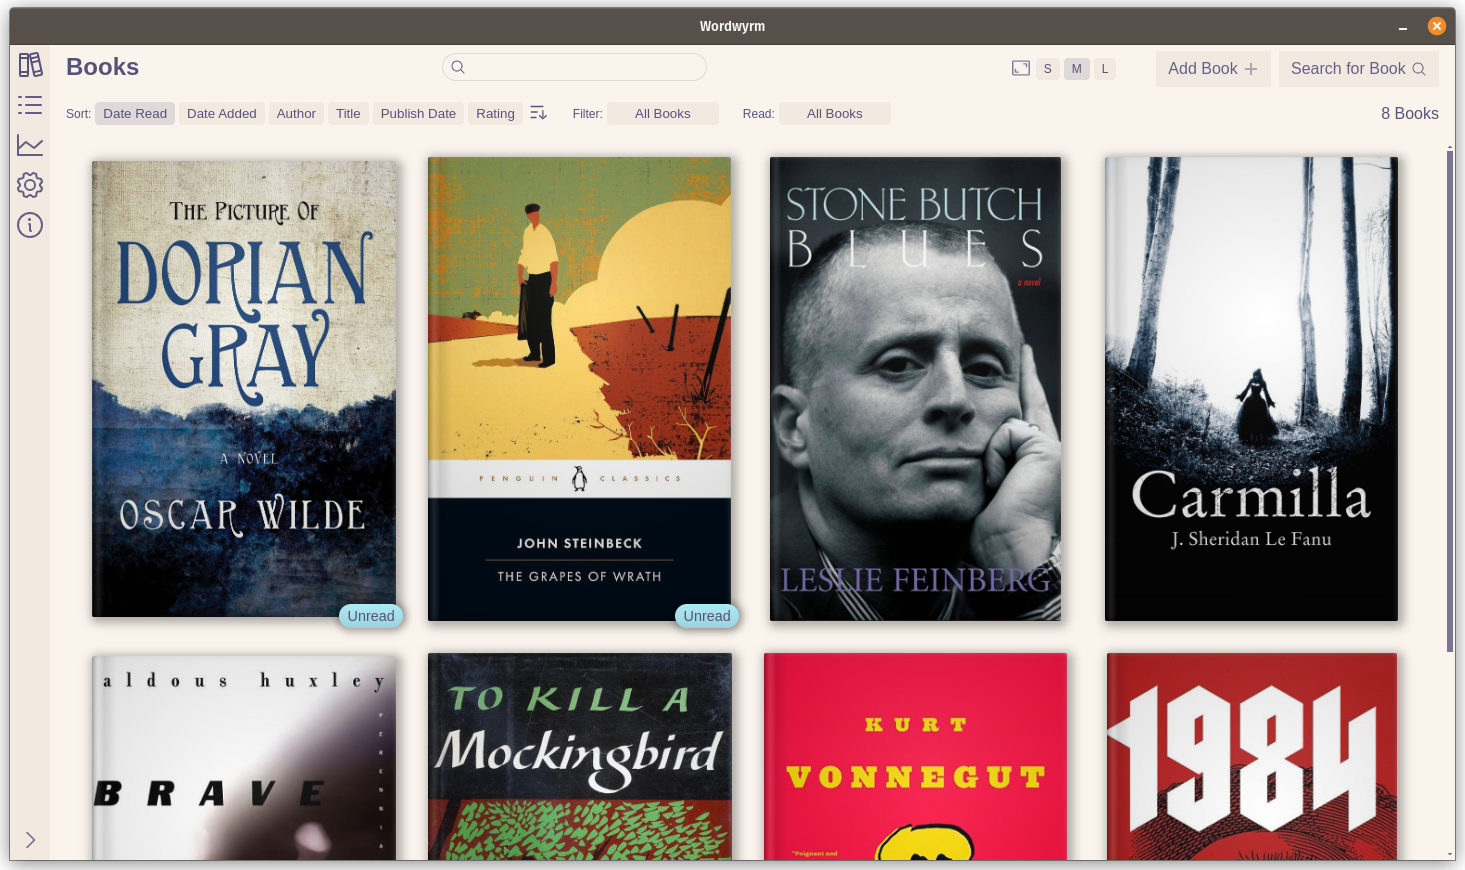 Wordwyrm
Books
S M L
Add Book
Search for Book
Sort: Date Read Date Added Author Title Publish Date Rating
Filter: All Books
Read: All Books
8 Books
THE PICTURE OF
DORIAN
GRAY
A NOVEL
OSCAR WILDE
Unread
PENGUIN CLASSICS
JOHN STEINBECK
THE GRAPES OF WRATH
Unread
STONE BUTCH
BLUES
a novel
LESLIE FEINBERG
Carmilla
J. Sheridan Le Fanu
aldous huxley
PERENNIA
BRAVE
TO KILL A
Mockingbird
KURT
VONNEGUT
"Poignant and
1984